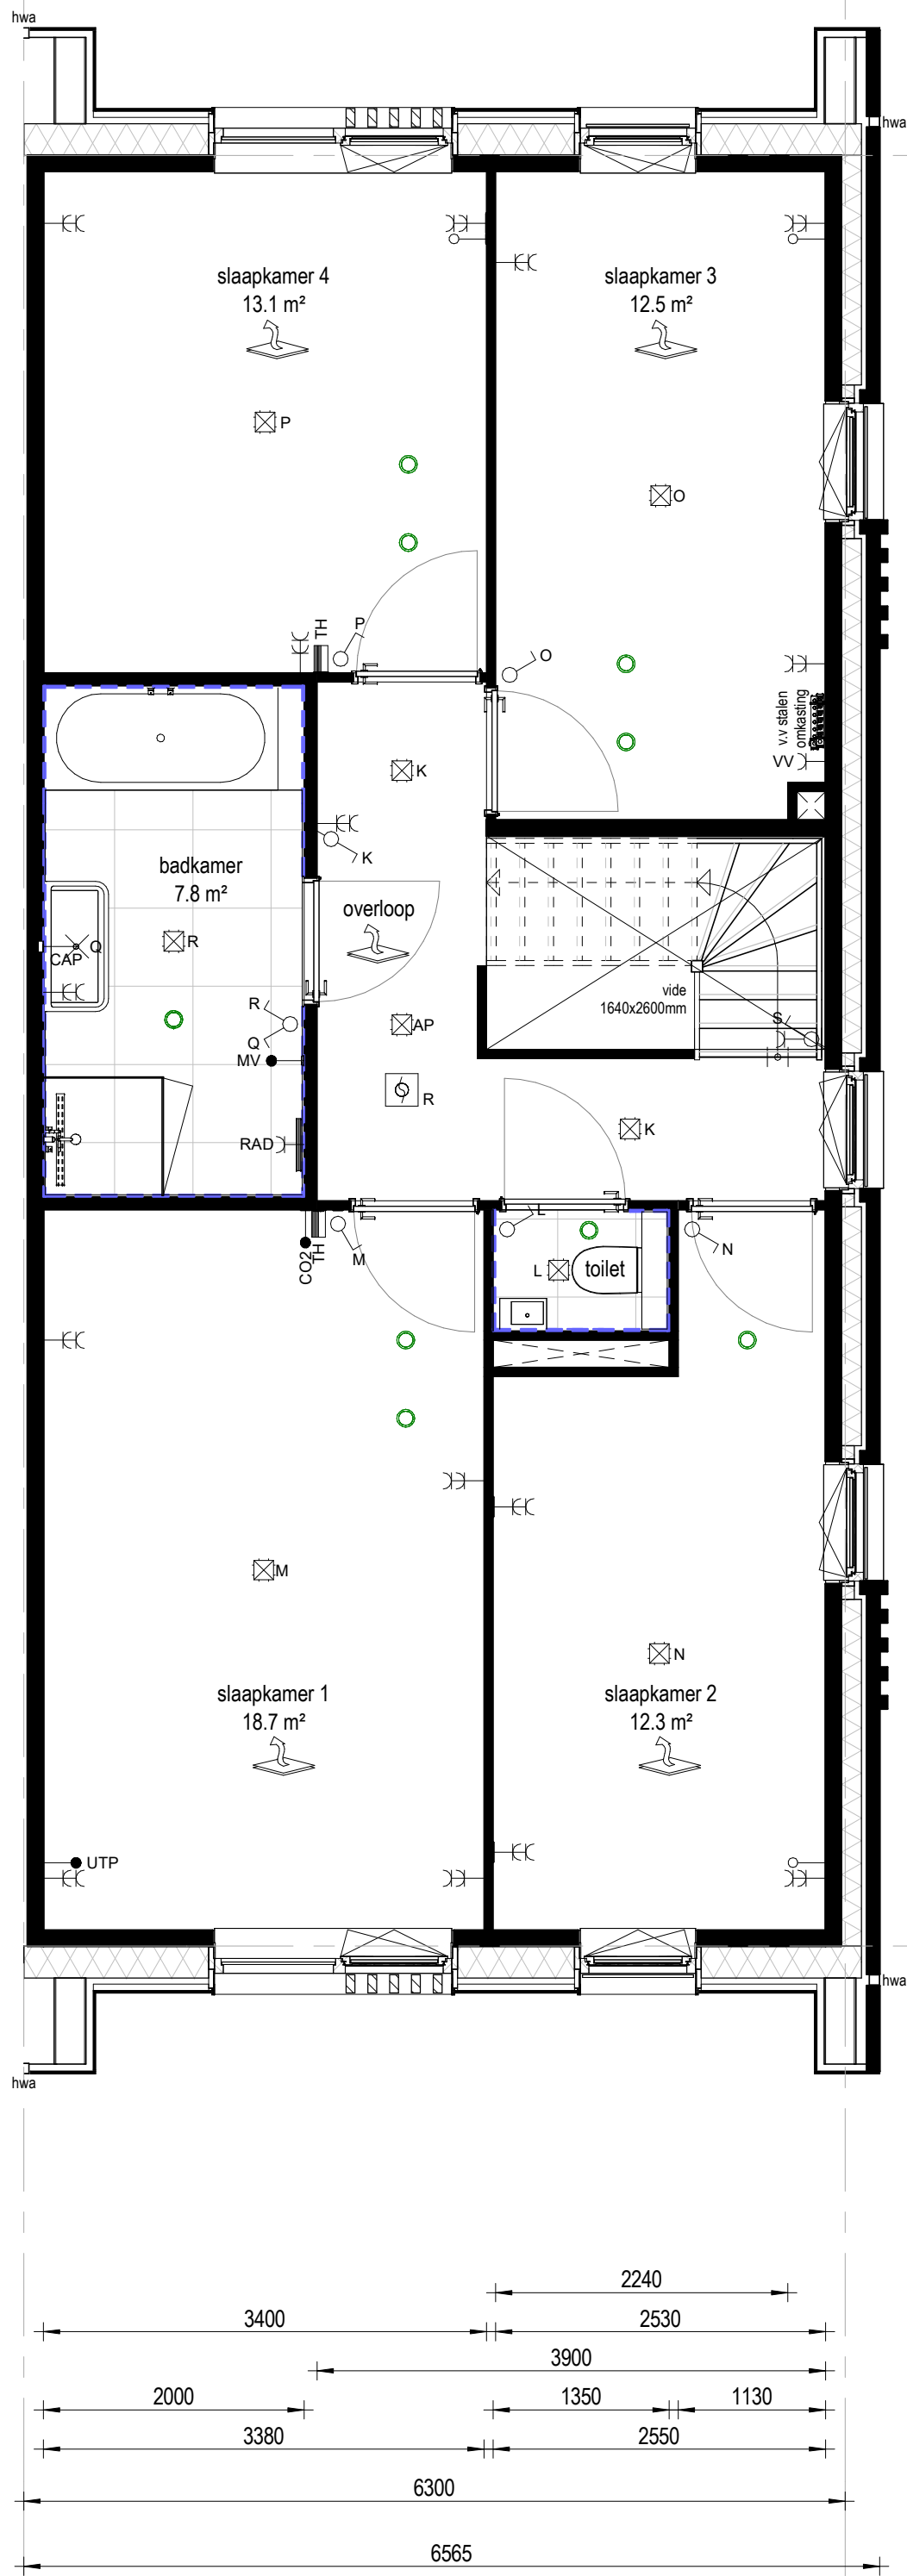 hwa
hwa
slaapkamer 4
13.1 m²
slaapkamer 3
12.5 m²
P
O
TH
P
O
v.v stalen
omkasting
VV
K
K
badkamer
7.8 m²
overloop
Q
R
CAP
vide
1640x2600mm
R
S
AP
Q
MV
R
K
RAD
L
M
N
CO2
TH
L
toilet
M
N
slaapkamer 1
18.7 m²
slaapkamer 2
12.3 m²
UTP
hwa
hwa
2240
3400
2530
3900
2000
1350
1130
3380
2550
6300
6565